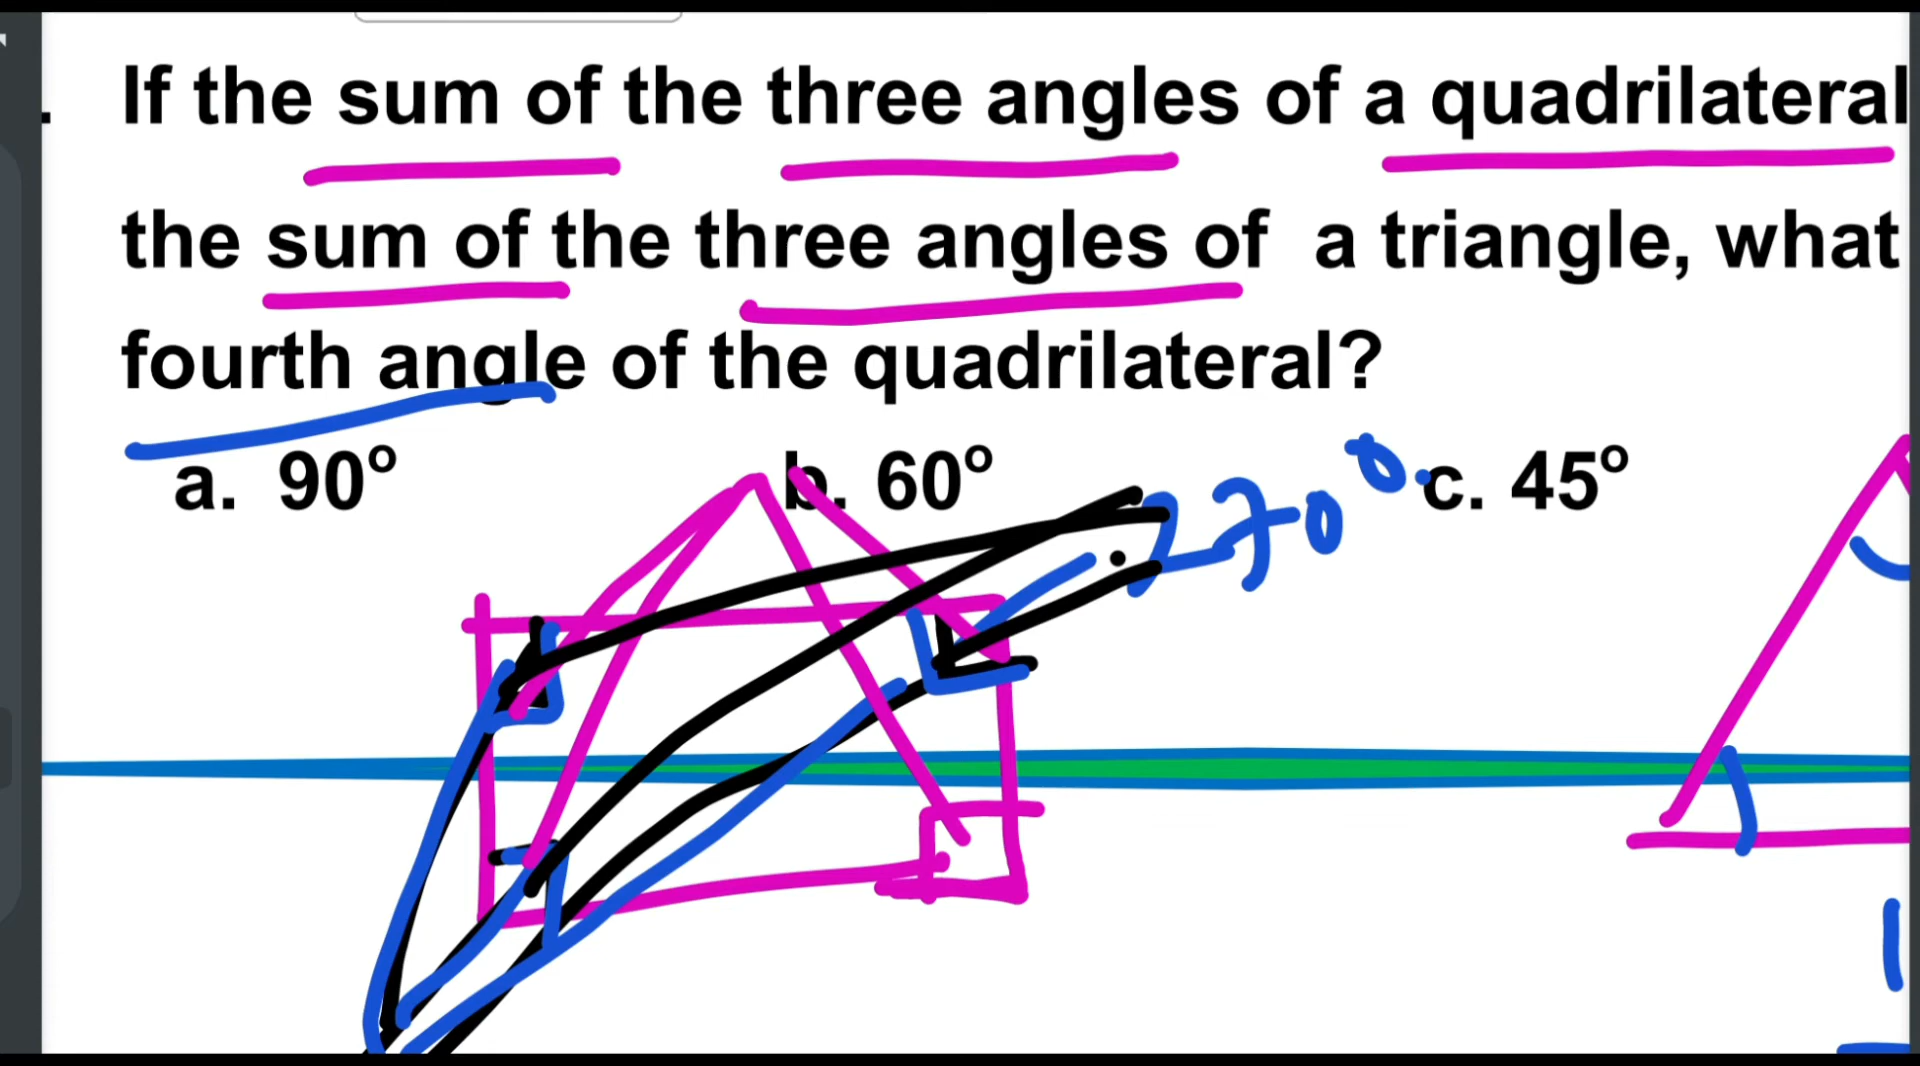 . If the sum of the three angles of a quadrilateral
the sum of the three angles of a triangle, what
fourth angle of the quadrilateral?
a. 90° b. 60° c. 45°
270°
1